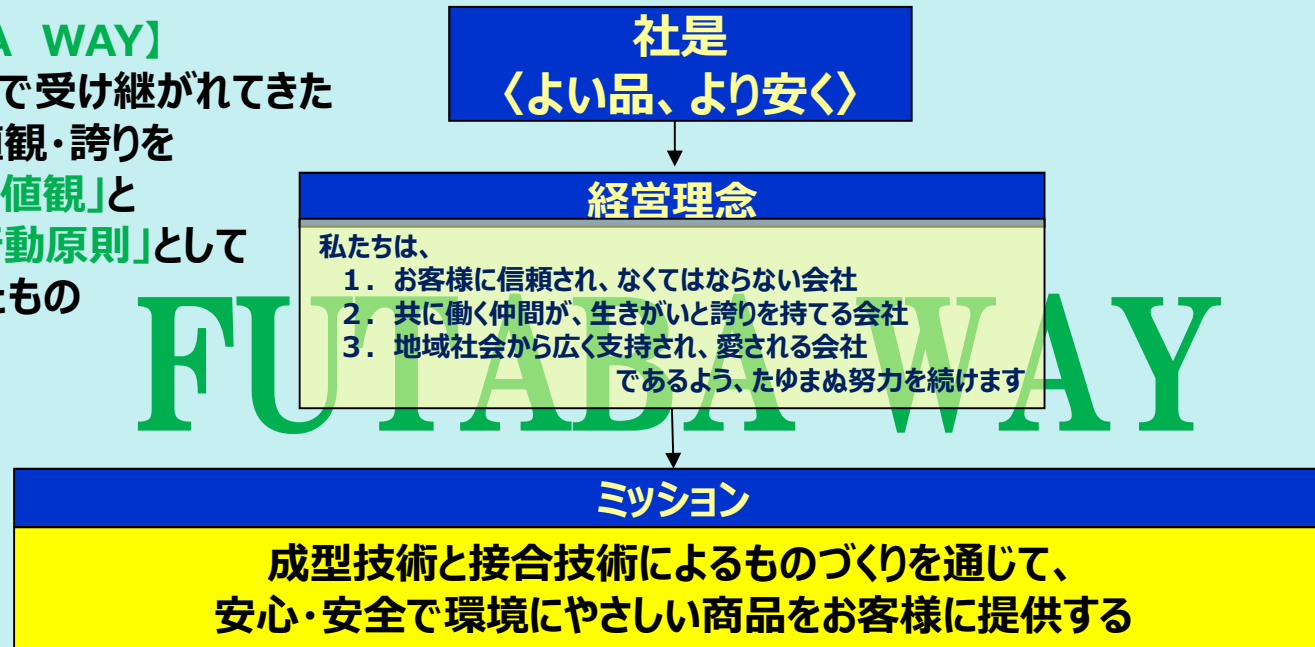 A WAY】
で受け継がれてきた
値観・誇りを
値観」と
動原則」として
たもの
社是
〈よい品、より安く〉
経営理念
私たちは、
１. お客様に信頼され、なくてはならない会社
２. 共に働く仲間が、生きがいと誇りを持てる会社
３. 地域社会から広く支持され、愛される会社
であるよう、たゆまぬ努力を続けます
FUTABA WAY
ミッション
成型技術と接合技術によるものづくりを通じて、
安心・安全で環境にやさしい商品をお客様に提供する